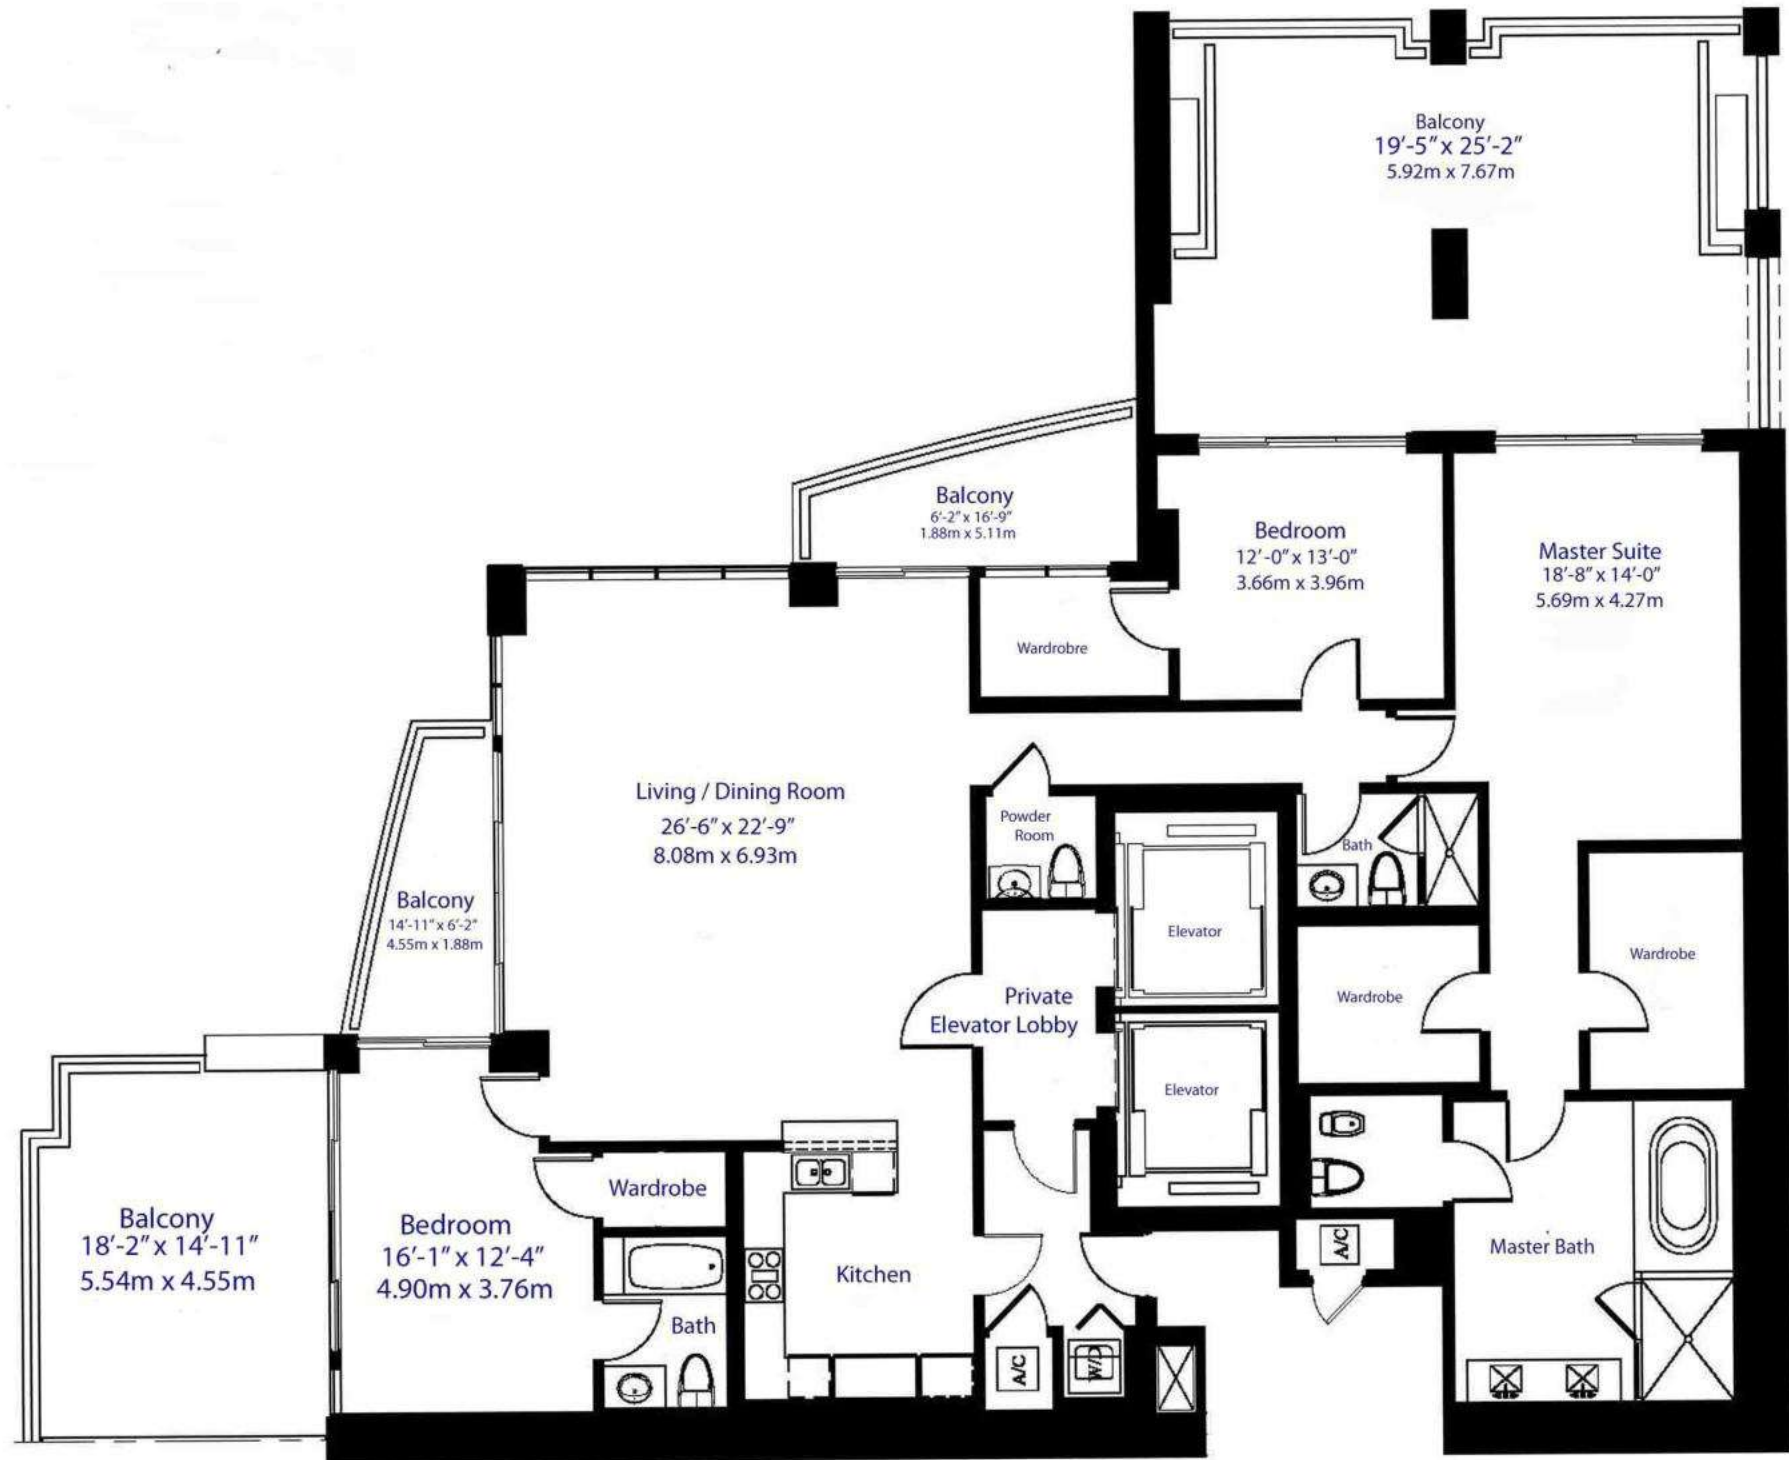 Balcony
19'-5" x 25'-2"
5.92m x 7.67m
Balcony
6'-2" x 16'-9"
1.88m x 5.11m
Bedroom
12'-0" x 13'-0"
3.66m x 3.96m
Master Suite
18'-8" x 14'-0"
5.69m x 4.27m
Wardrobre
Living / Dining Room
26'-6" x 22'-9"
8.08m x 6.93m
Powder
Room
Bath
Balcony
14'-11" x 6'-2"
4.55m x 1.88m
Elevator
Wardrobe
Wardrobe
Private
Elevator Lobby
Elevator
Wardrobe
Balcony
18'-2" x 14'-11"
5.54m x 4.55m
Bedroom
16'-1" x 12'-4"
4.90m x 3.76m
Kitchen
A/C
Master Bath
Bath
A/C
W/D